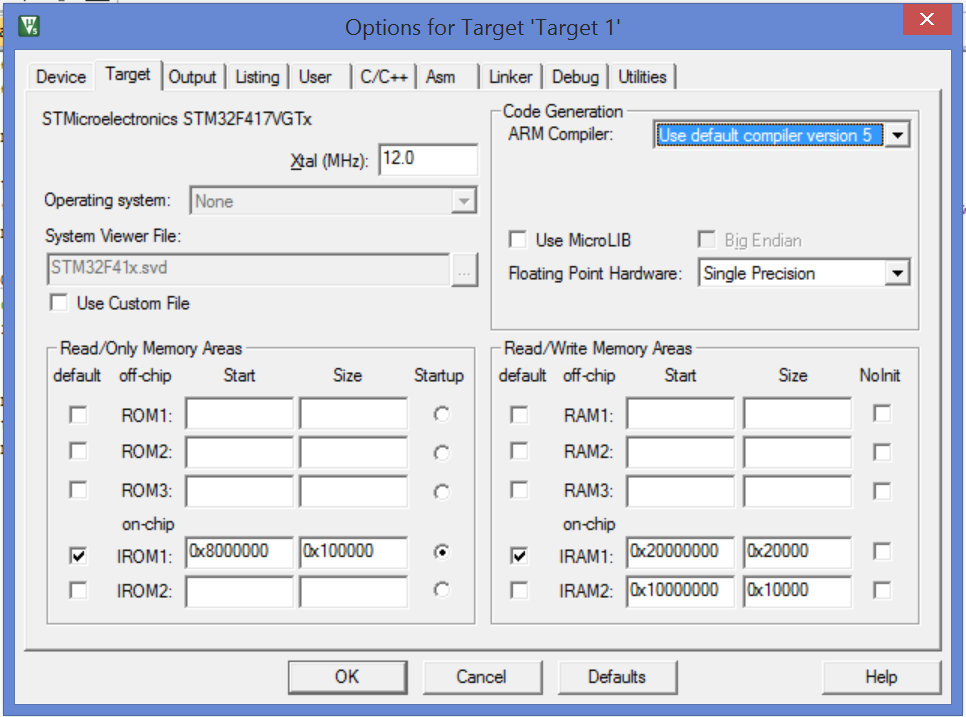 Options for Target 'Target 1'
Device Target Output Listing User C/C++ Asm Linker Debug Utilities
STMicroelectronics STM32F417VGTx
Xtal (MHz): 12.0
Operating system: None
System Viewer File:
STM32F41x.svd ...
Use Custom File
Code Generation
ARM Compiler: Use default compiler version 5
Use MicroLIB Big Endian
Floating Point Hardware: Single Precision
Read/Only Memory Areas
default off-chip Start Size Startup
ROM1:
ROM2:
ROM3:
on-chip
IROM1: 0x8000000 0x100000
IROM2:
Read/Write Memory Areas
default off-chip Start Size NoInit
RAM1:
RAM2:
RAM3:
on-chip
IRAM1: 0x20000000 0x20000
IRAM2: 0x10000000 0x10000
OK Cancel Defaults Help